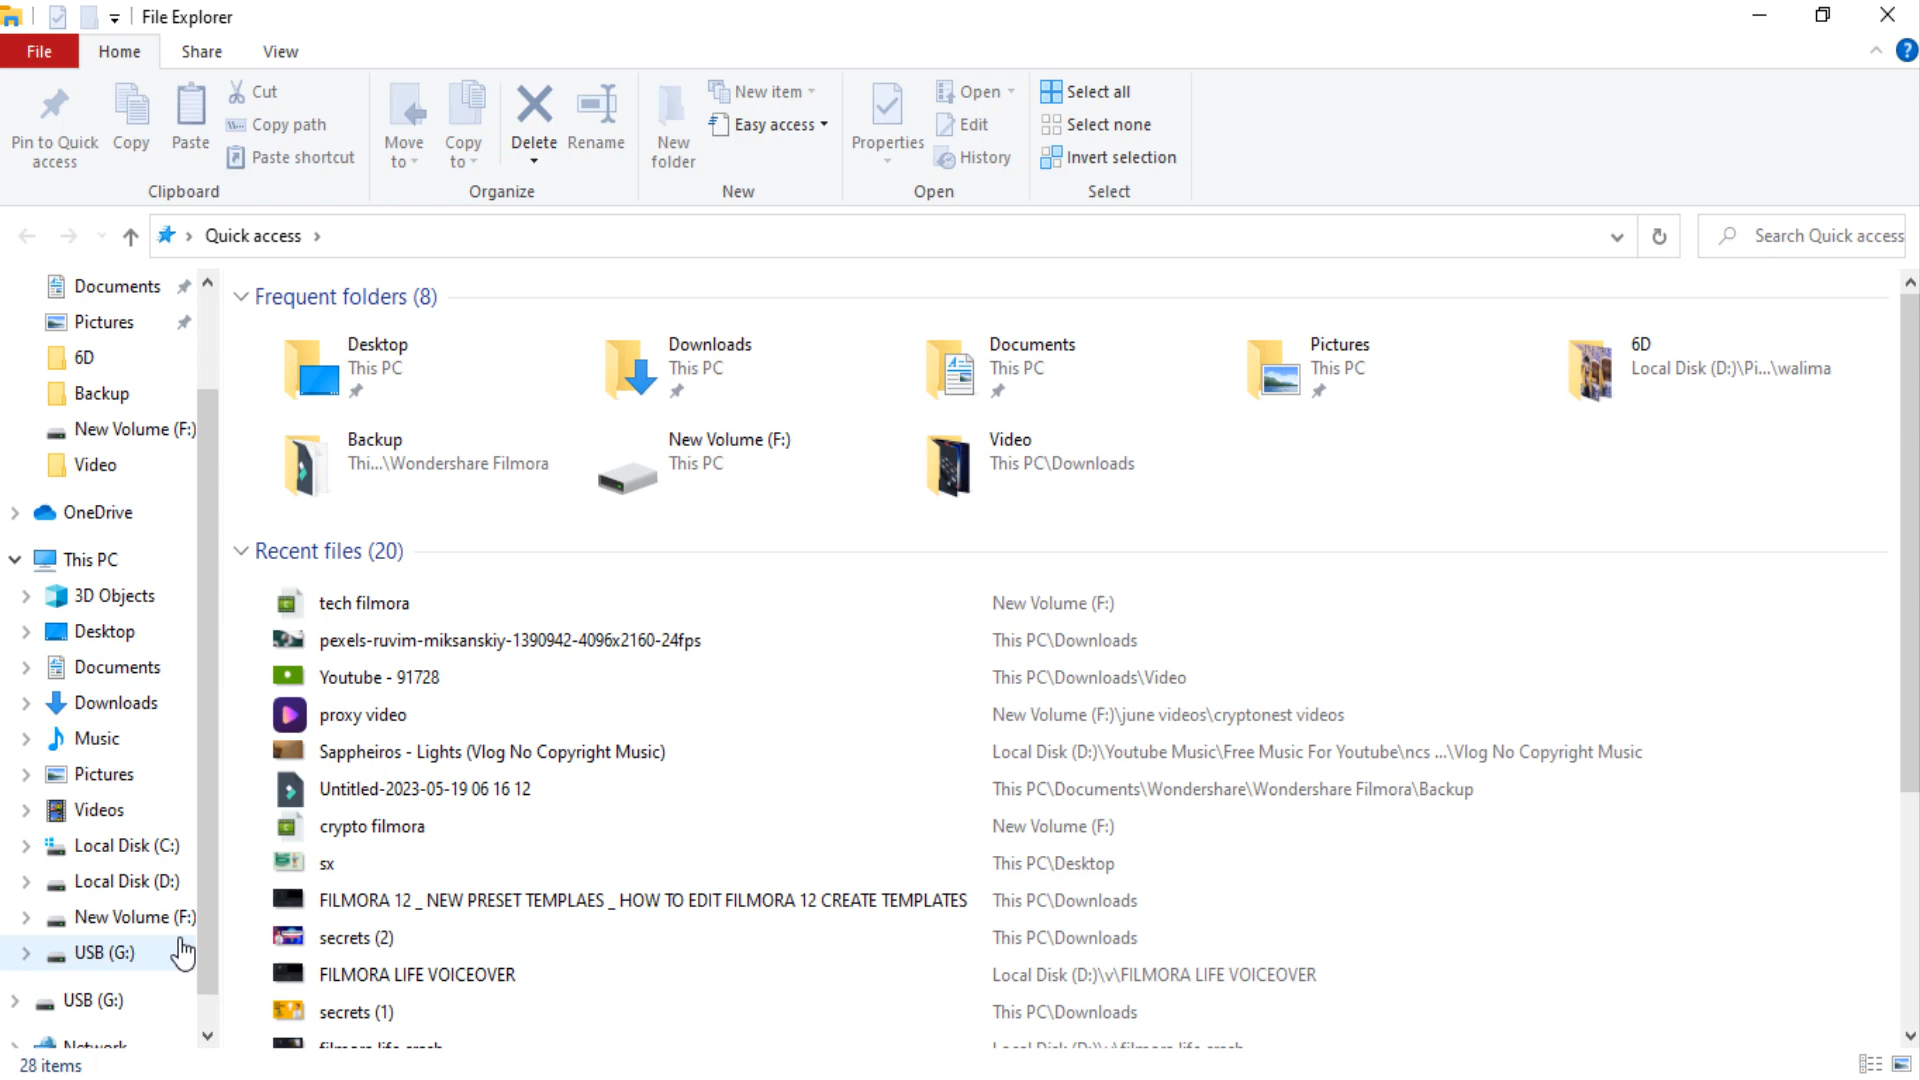 File Explorer
File Home Share View
Pin to Quick access
Copy
Paste
Cut
Copy path
Paste shortcut
Clipboard
Move to
Copy to
Delete
Rename
Organize
New folder
New item
Easy access
New
Properties
Open
Edit
History
Open
Select all
Select none
Invert selection
Select
Quick access
Search Quick access
Documents
Pictures
6D
Backup
New Volume (F:)
Video
OneDrive
This PC
3D Objects
Desktop
Documents
Downloads
Music
Pictures
Videos
Local Disk (C:)
Local Disk (D:)
New Volume (F:)
USB (G:)
USB (G:)
Network
Frequent folders (8)
Desktop
This PC
Downloads
This PC
Documents
This PC
Pictures
This PC
6D
Local Disk (D:)\Pi...\walima
Backup
Thi...\Wondershare Filmora
New Volume (F:)
This PC
Video
This PC\Downloads
Recent files (20)
tech filmora New Volume (F:)
pexels-ruvim-miksanskiy-1390942-4096x2160-24fps This PC\Downloads
Youtube - 91728 This PC\Downloads\Video
proxy video New Volume (F:)\june videos\cryptonest videos
Sappheiros - Lights (Vlog No Copyright Music) Local Disk (D:)\Youtube Music\Free Music For Youtube\ncs ...\Vlog No Copyright Music
Untitled-2023-05-19 06 16 12 This PC\Documents\Wondershare\Wondershare Filmora\Backup
crypto filmora New Volume (F:)
sx This PC\Desktop
FILMORA 12 _ NEW PRESET TEMPLAES _ HOW TO EDIT FILMORA 12 CREATE TEMPLATES This PC\Downloads
secrets (2) This PC\Downloads
FILMORA LIFE VOICEOVER Local Disk (D:)\v\FILMORA LIFE VOICEOVER
secrets (1) This PC\Downloads
filmora life crash Local Disk (D:)\v\filmora life crash
28 items